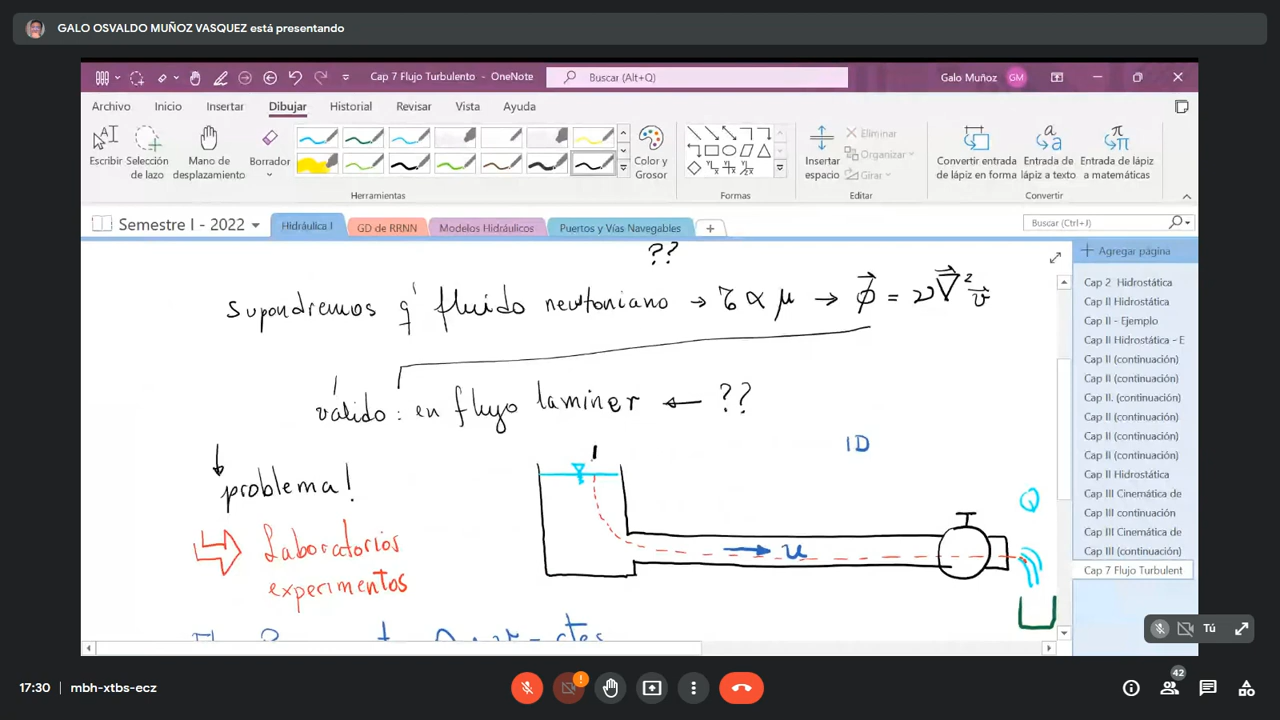 GALO OSVALDO MUÑOZ VASQUEZ está presentando
Cap 7 Flujo Turbulento - OneNote
Buscar (Alt+Q)
Galo Muñoz GM
Archivo Inicio Insertar Dibujar Historial Revisar Vista Ayuda
Escribir
Selección de lazo
Mano de desplazamiento
Borrador
Color y Grosor
Insertar espacio
Eliminar
Organizar
Girar
Convertir entrada de lápiz en forma
Entrada de lápiz a texto
Entrada de lápiz a matemáticas
Herramientas Formas Editar Convertir
Semestre I - 2022
Hidráulica I GD de RRNN Modelos Hidráulicos Puertos y Vías Navegables
Buscar (Ctrl+J)
??
supondremos q' fluido newtoniano → τ ∝ μ → φ⃗ = ν∇⃗² v⃗
válido: en flujo laminar ← ??
1D
problema!
Q
Laboratorios
u
experimentos
Agregar página
Cap 2 Hidrostática
Cap II Hidrostática
Cap II - Ejemplo
Cap II Hidrostática - E
Cap II (continuación)
Cap II (continuación)
Cap II. (continuación)
Cap II (continuación)
Cap II (continuación)
Cap II (continuación)
Cap II Hidrostática
Cap III Cinemática de
Cap III continuación
Cap III Cinemática de
Cap III (continuación)
Cap 7 Flujo Turbulent
Tú
17:30 mbh-xtbs-ecz
42